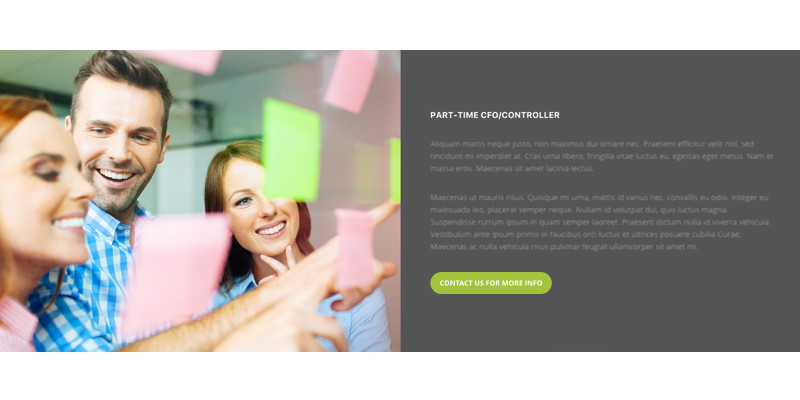 PART-TIME CFO/CONTROLLER
Aliquam mattis neque justo, non maximus dui ornare nec. Praesent efficitur velit nisl, sed
tincidunt mi imperdiet at. Cras urna libero, fringilla vitae luctus eu, egestas eget metus. Nam et
massa eros. Maecenas sit amet lacinia lectus.
Maecenas ut mauris risus. Quisque mi urna, mattis id varius nec, convallis eu odio. Integer eu
malesuada leo, placerat semper neque. Nullam id volutpat dui, quis luctus magna.
Suspendisse rutrum ipsum in quam semper laoreet. Praesent dictum nulla id viverra vehicula.
Vestibulum ante ipsum primis in faucibus orci luctus et ultrices posuere cubilia Curae;
Maecenas ac nulla vehicula risus pulvinar feugiat ullamcorper sit amet mi.
CONTACT US FOR MORE INFO